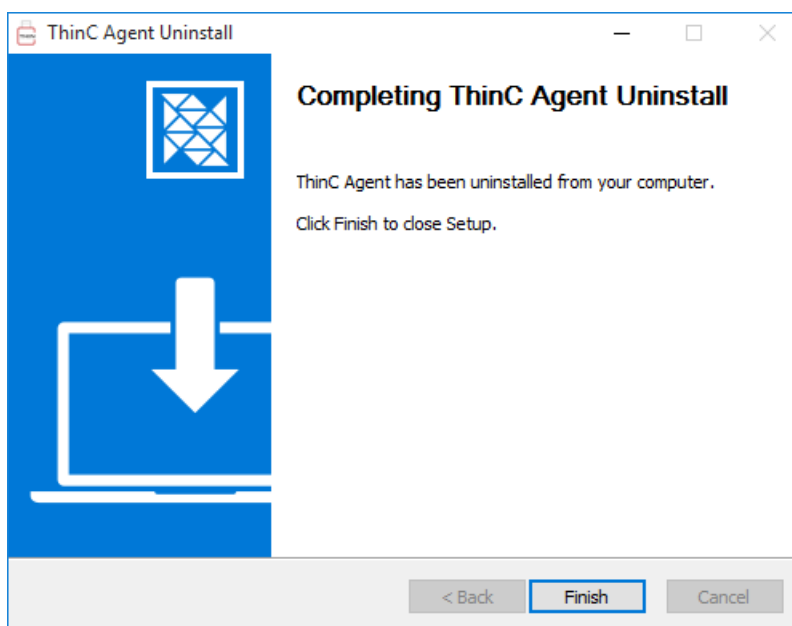 ThinC Agent Uninstall
Completing ThinC Agent Uninstall
ThinC Agent has been uninstalled from your computer.
Click Finish to close Setup.
< Back
Finish
Cancel